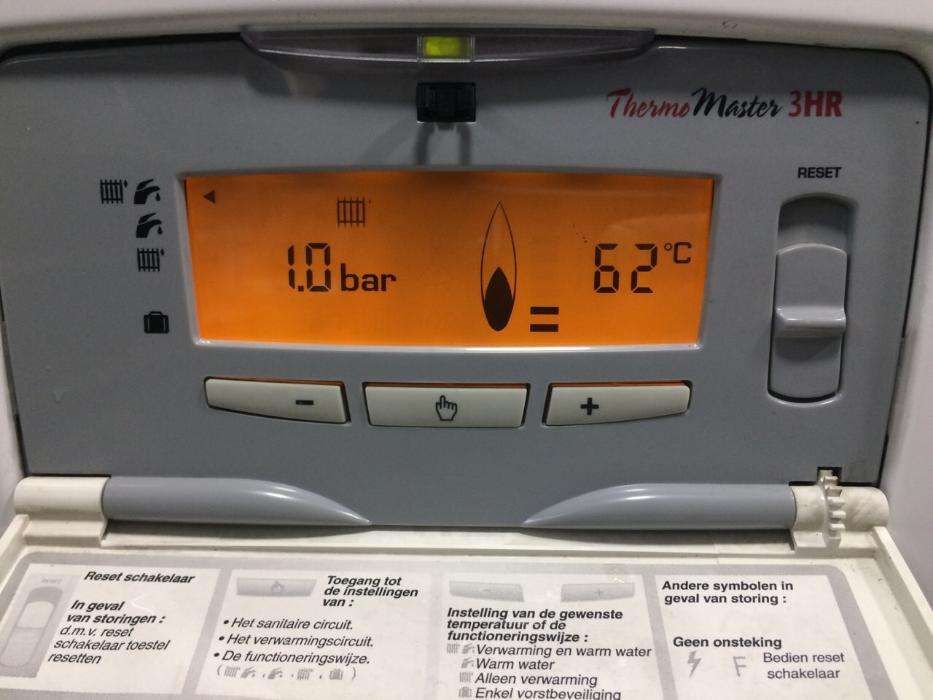 ThermoMaster 3HR
RESET
1.0 bar
62°C
-
+
Reset schakelaar
In geval
van storingen :
d.m.v. reset
schakelaar toestel
resetten
Toegang tot
de instellingen
van :
• Het sanitaire circuit.
• Het verwarmingscircuit.
• De functioneringswijze.
Instelling van de gewenste
temperatuur of de
functioneringswijze :
Verwarming en warm water
Warm water
Alleen verwarming
Enkel vorstbeveiliging
Andere symbolen in
geval van storing :
Geen onsteking
F
Bedien reset
schakelaar